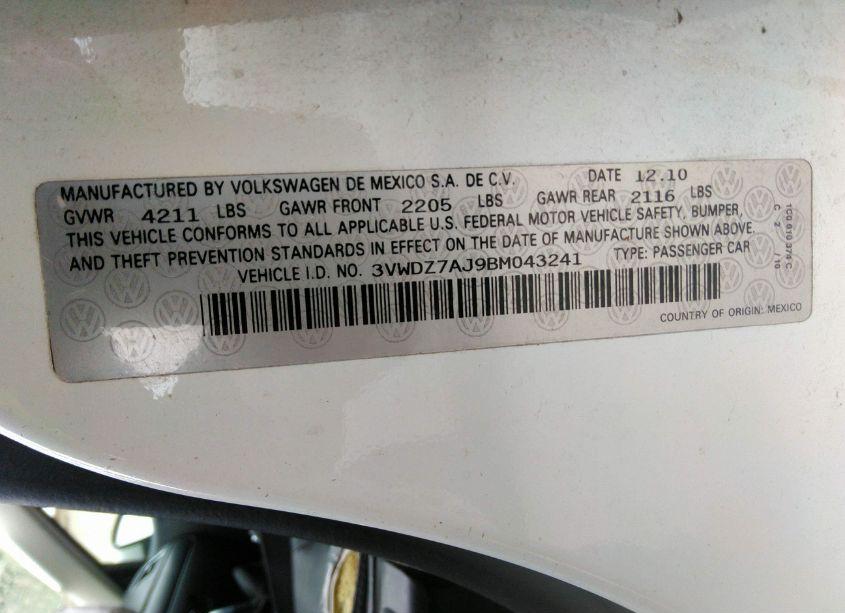 MANUFACTURED BY VOLKSWAGEN DE MEXICO S.A. DE C.V. DATE 12.10
GVWR 4211 LBS GAWR FRONT 2205 LBS GAWR REAR 2116 LBS
THIS VEHICLE CONFORMS TO ALL APPLICABLE U.S. FEDERAL MOTOR VEHICLE SAFETY, BUMPER,
AND THEFT PREVENTION STANDARDS IN EFFECT ON THE DATE OF MANUFACTURE SHOWN ABOVE.
VEHICLE I.D. NO. 3VWDZ7AJ9BM043241 TYPE: PASSENGER CAR
COUNTRY OF ORIGIN: MEXICO